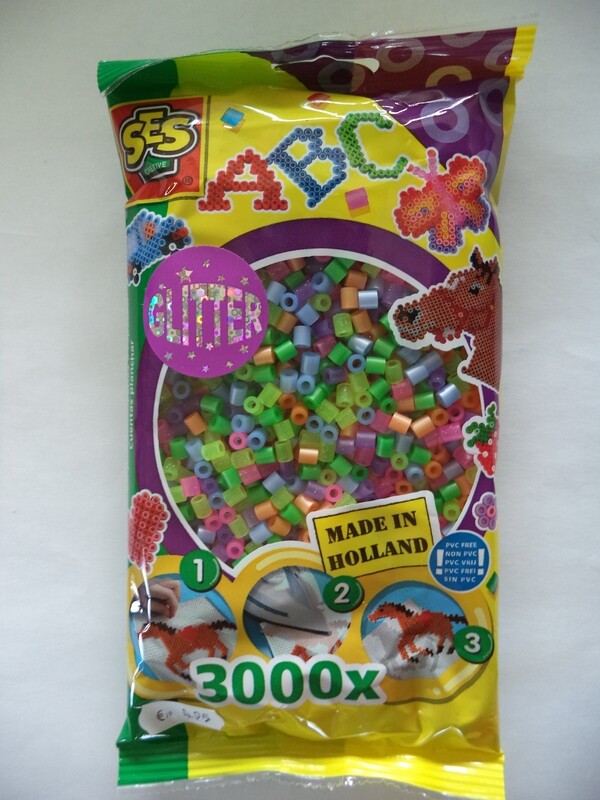 SES
CREATIVE
®
ABC
GLITTER
Cuentas planchar
MADE IN
HOLLAND
PVC FREE
NON PVC
PVC VRIJ
PVC FREI
SIN PVC
! !
1
2
3
3000x